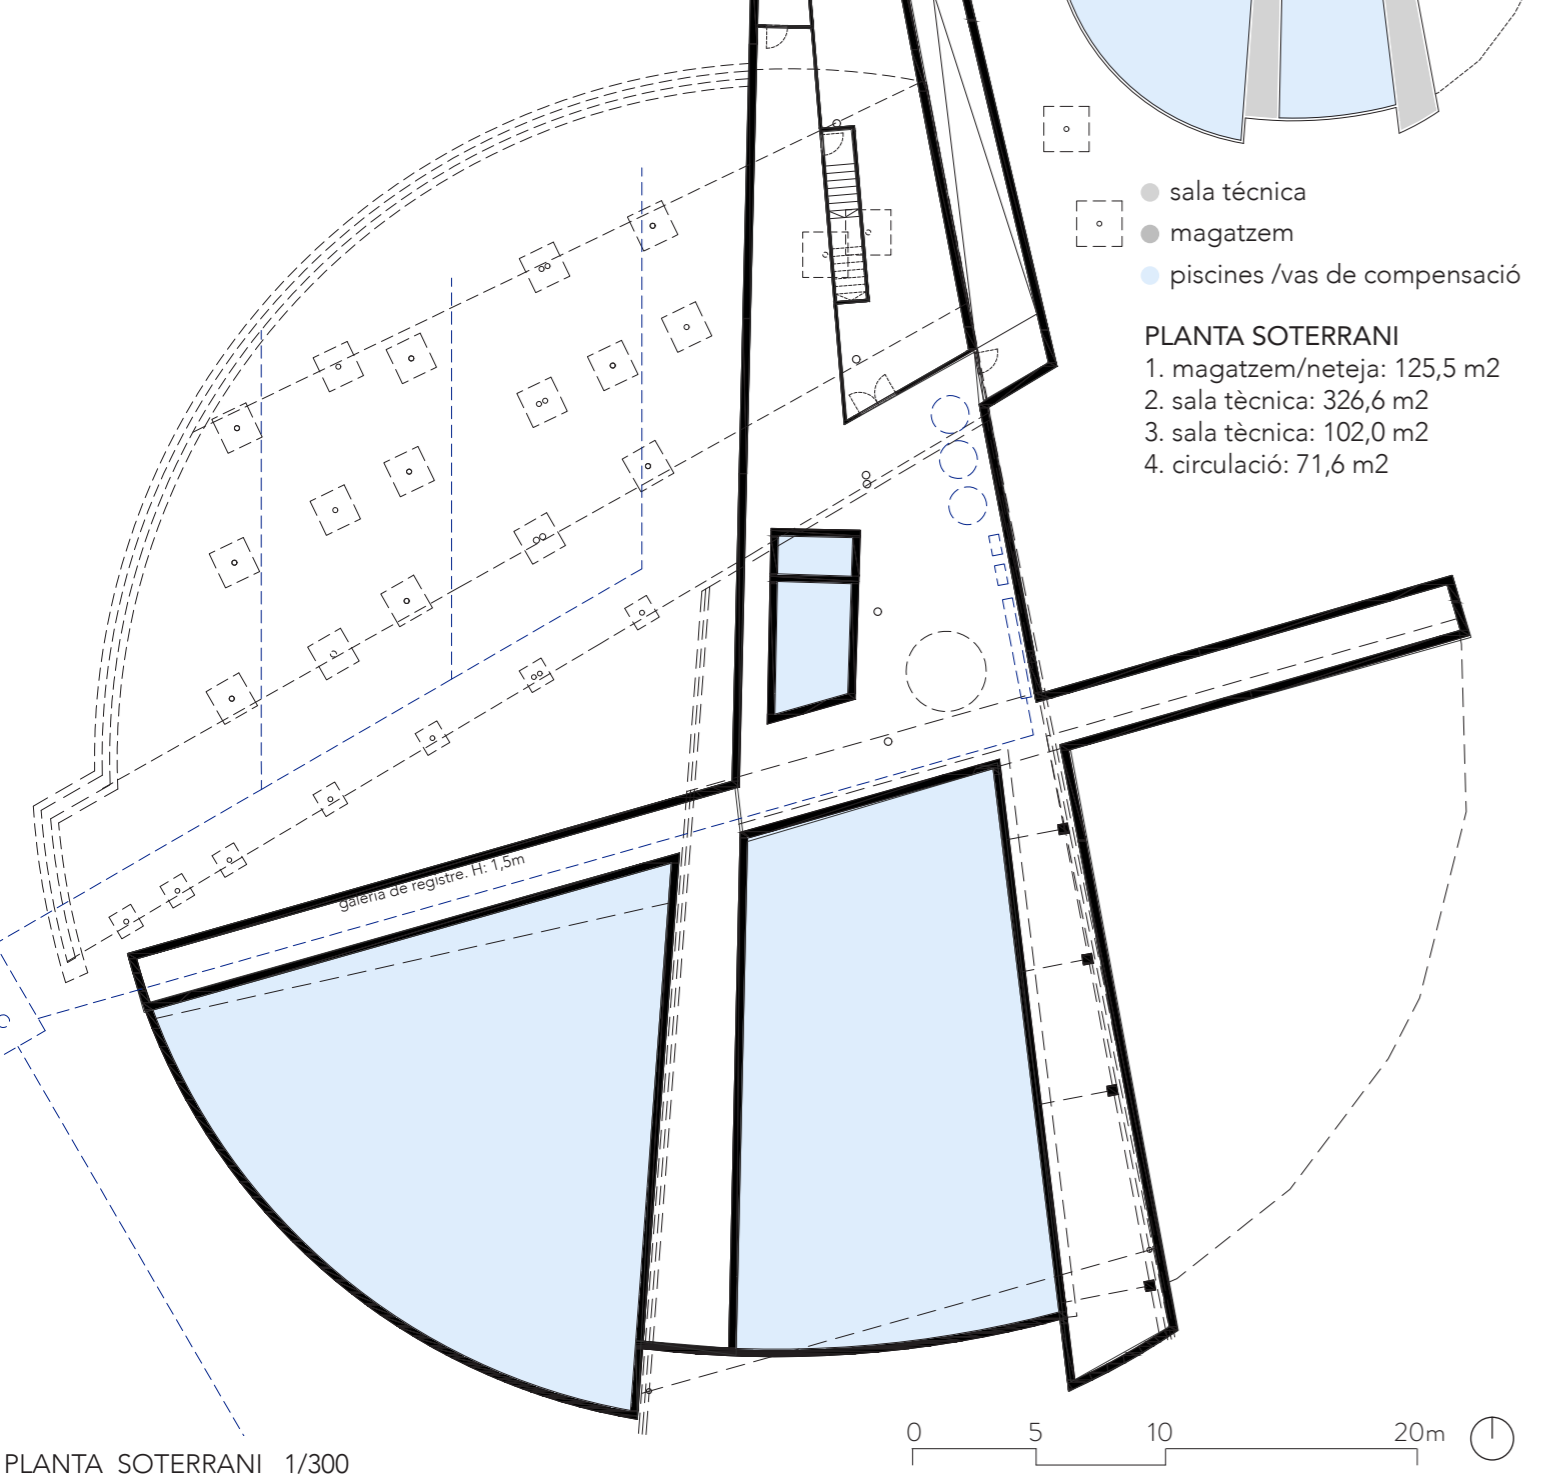 sala técnica
magatzem
piscines /vas de compensació
PLANTA SOTERRANI
1. magatzem/neteja: 125,5 m2
2. sala tècnica: 326,6 m2
3. sala tècnica: 102,0 m2
4. circulació: 71,6 m2
galeria de registre. H: 1,5m
0 5 10 20m
PLANTA SOTERRANI 1/300